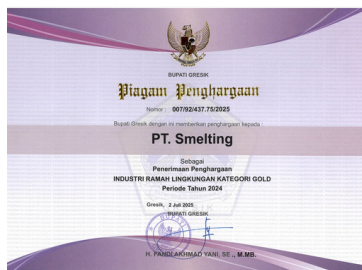 BUPATI GRESIK
Piagam Penghargaan
Nomor : 007/92/437.75/2025
Bupati Gresik dengan ini memberikan penghargaan kepada :
PT. Smelting
Sebagai
Penerimaan Penghargaan
INDUSTRI RAMAH LINGKUNGAN KATEGORI GOLD
Periode Tahun 2024
Gresik, 2 Juli 2025
BUPATI GRESIK
H. FANDI AKHMAD YANI, SE ., M.MB.